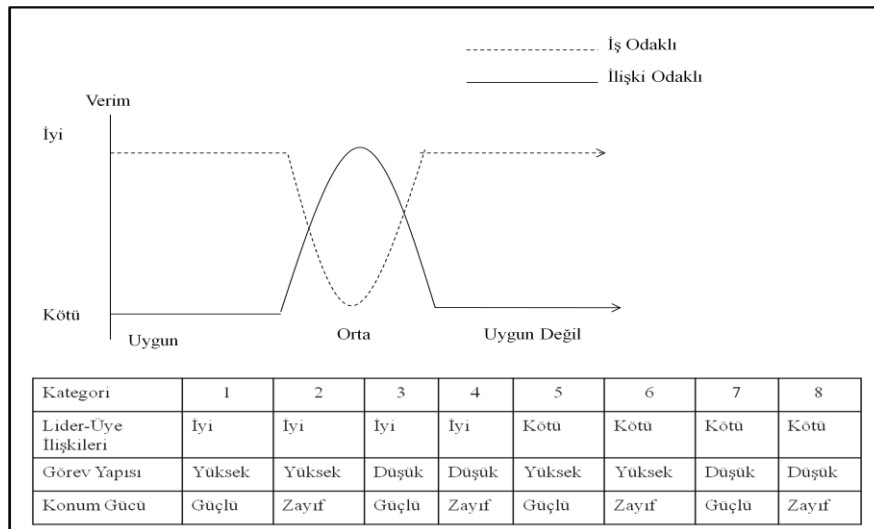 İş Odaklı
İlişki Odaklı
Verim
İyi
Kötü
Uygun Orta Uygun Değil
Kategori 1 2 3 4 5 6 7 8
Lider-Üye İlişkileri İyi İyi İyi İyi Kötü Kötü Kötü Kötü
Görev Yapısı Yüksek Yüksek Düşük Düşük Yüksek Yüksek Düşük Düşük
Konum Gücü Güçlü Zayıf Güçlü Zayıf Güçlü Zayıf Güçlü Zayıf